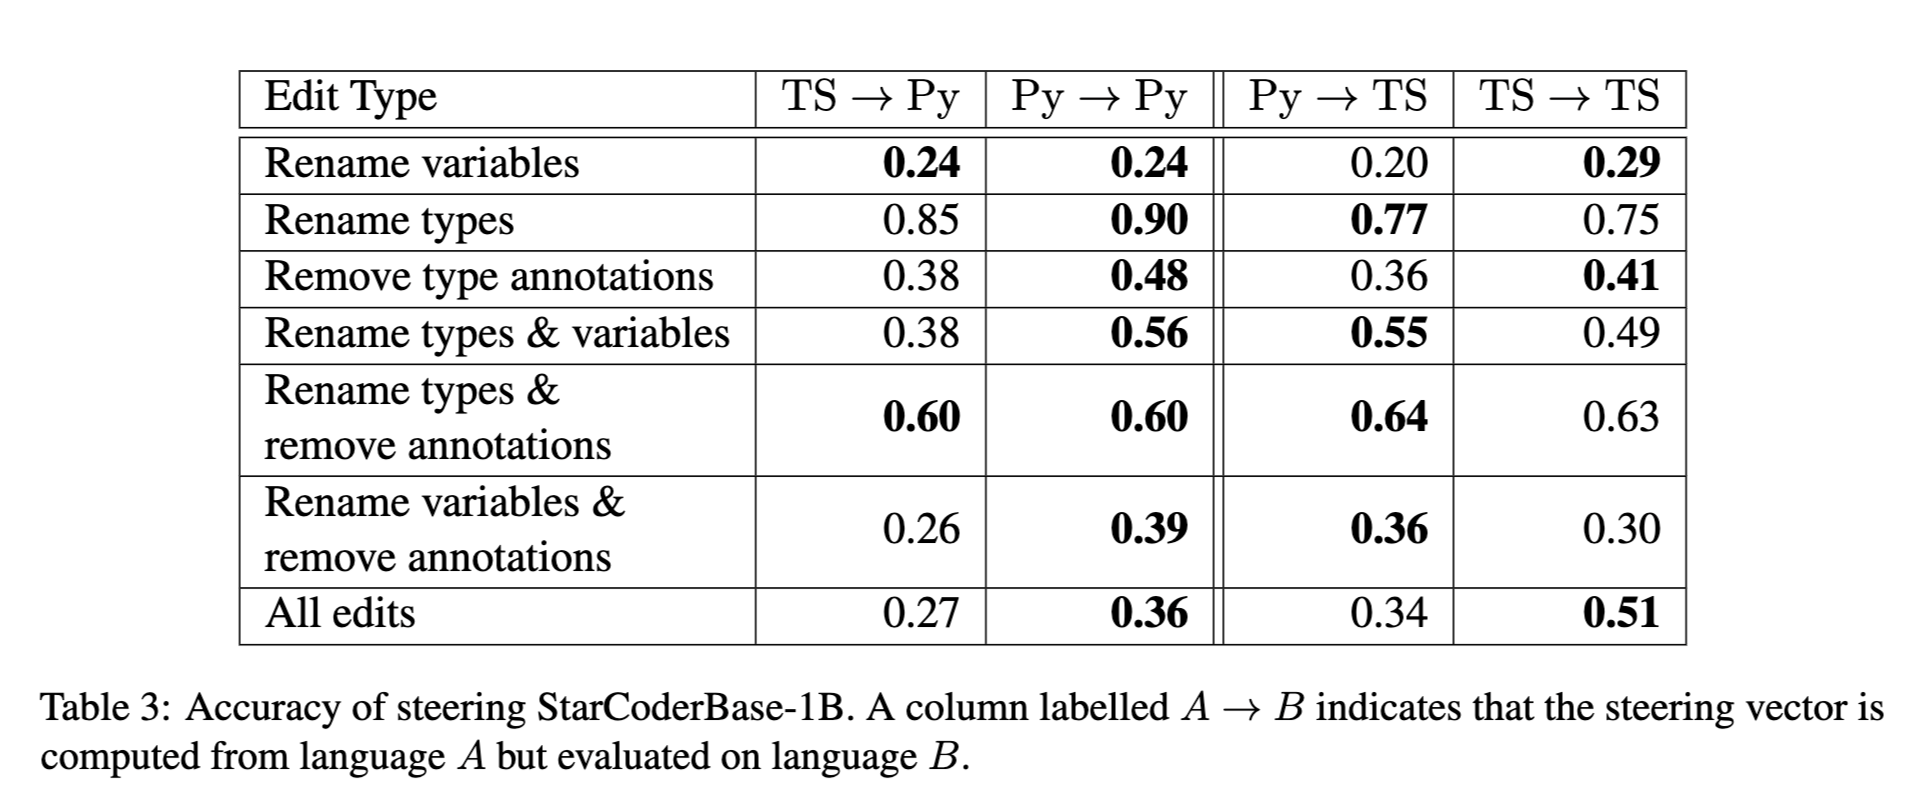 Edit Type TS → Py Py → Py Py → TS TS → TS
Rename variables 0.24 0.24 0.20 0.29
Rename types 0.85 0.90 0.77 0.75
Remove type annotations 0.38 0.48 0.36 0.41
Rename types & variables 0.38 0.56 0.55 0.49
Rename types &
remove annotations 0.60 0.60 0.64 0.63
Rename variables &
remove annotations 0.26 0.39 0.36 0.30
All edits 0.27 0.36 0.34 0.51
Table 3: Accuracy of steering StarCoderBase-1B. A column labelled A → B indicates that the steering vector is
computed from language A but evaluated on language B.